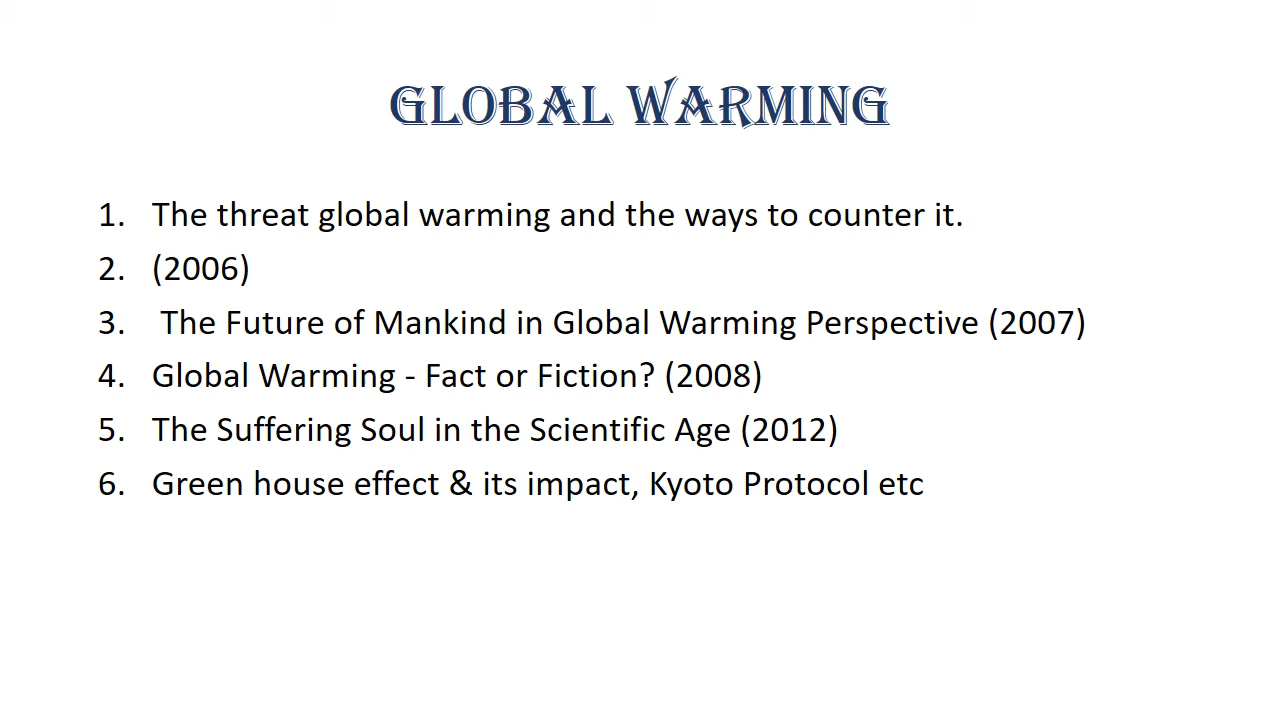 GLOBAL WARMING
1. The threat global warming and the ways to counter it.
2. (2006)
3. The Future of Mankind in Global Warming Perspective (2007)
4. Global Warming - Fact or Fiction? (2008)
5. The Suffering Soul in the Scientific Age (2012)
6. Green house effect & its impact, Kyoto Protocol etc